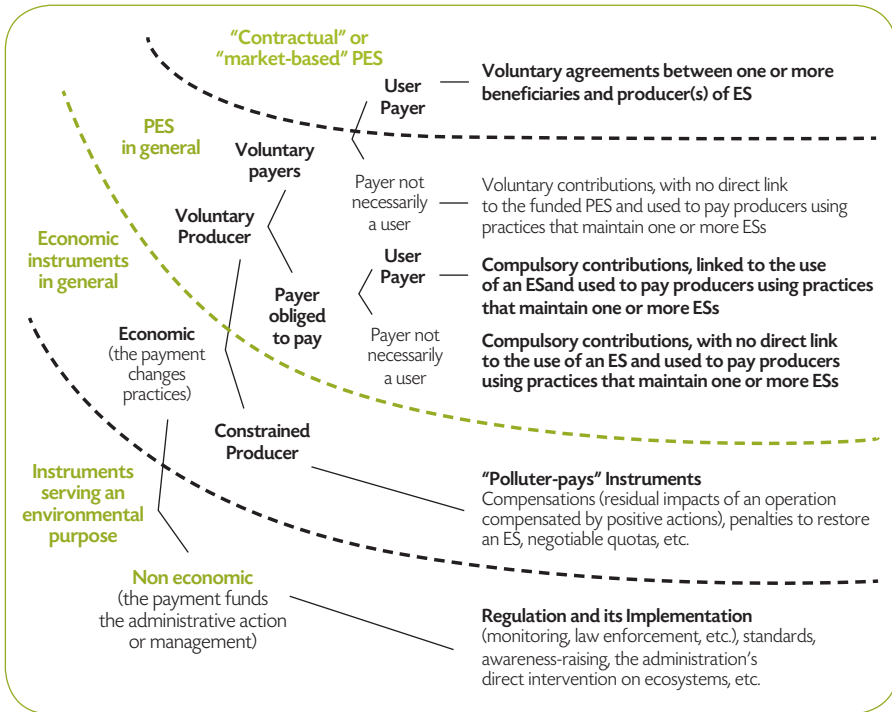 “Contractual” or
“market-based” PES
User
Payer
Voluntary agreements between one or more
beneficiaries and producer(s) of ES
PES
in general
Voluntary
payers
Payer not
necessarily
a user
Voluntary contributions, with no direct link
to the funded PES and used to pay producers using
practices that maintain one or more ESs
Voluntary
Producer
Economic
instruments
in general
User
Payer
Compulsory contributions, linked to the use
of an ESand used to pay producers using practices
that maintain one or more ESs
Payer
obliged
to pay
Payer not
necessarily
a user
Compulsory contributions, with no direct link
to the use of an ES and used to pay producers
using practices that maintain one or more ESs
Economic
(the payment
changes
practices)
Constrained
Producer
“Polluter-pays” Instruments
Compensations (residual impacts of an operation
compensated by positive actions), penalties to restore
an ES, negotiable quotas, etc.
Instruments
serving an
environmental
purpose
Non economic
(the payment funds
the administrative action
or management)
Regulation and its Implementation
(monitoring, law enforcement, etc.), standards,
awareness-raising, the administration’s
direct intervention on ecosystems, etc.